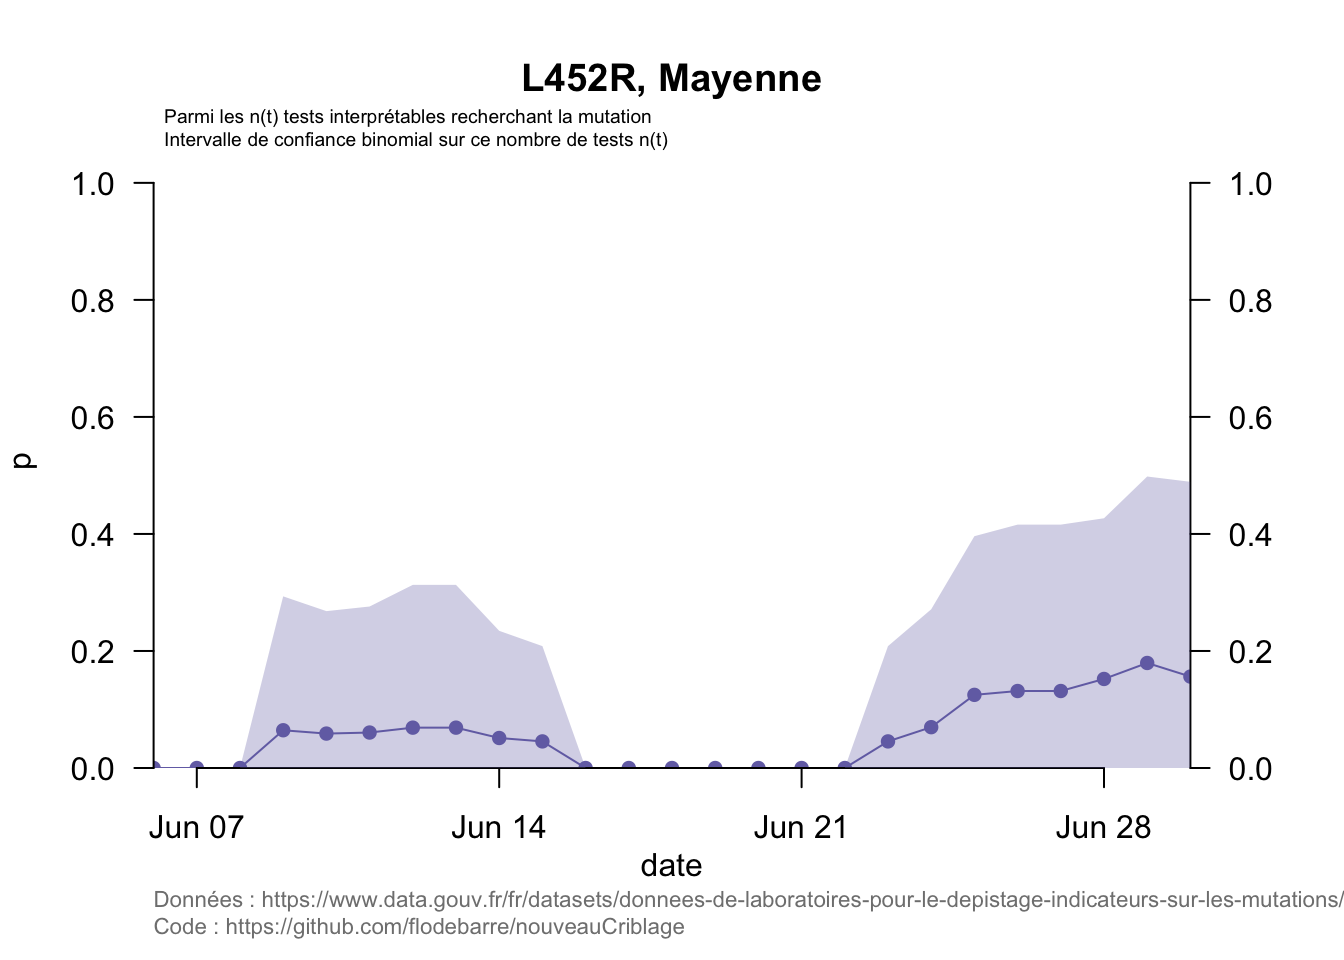 L452R, Mayenne
Parmi les n(t) tests interprétables recherchant la mutation
Intervalle de confiance binomial sur ce nombre de tests n(t)
1.0 1.0
0.8 0.8
0.6 0.6
p
0.4 0.4
0.2 0.2
0.0 0.0
Jun 07 Jun 14 Jun 21 Jun 28
date
Données : https://www.data.gouv.fr/fr/datasets/donnees-de-laboratoires-pour-le-depistage-indicateurs-sur-les-mutations/
Code : https://github.com/flodebarre/nouveauCriblage